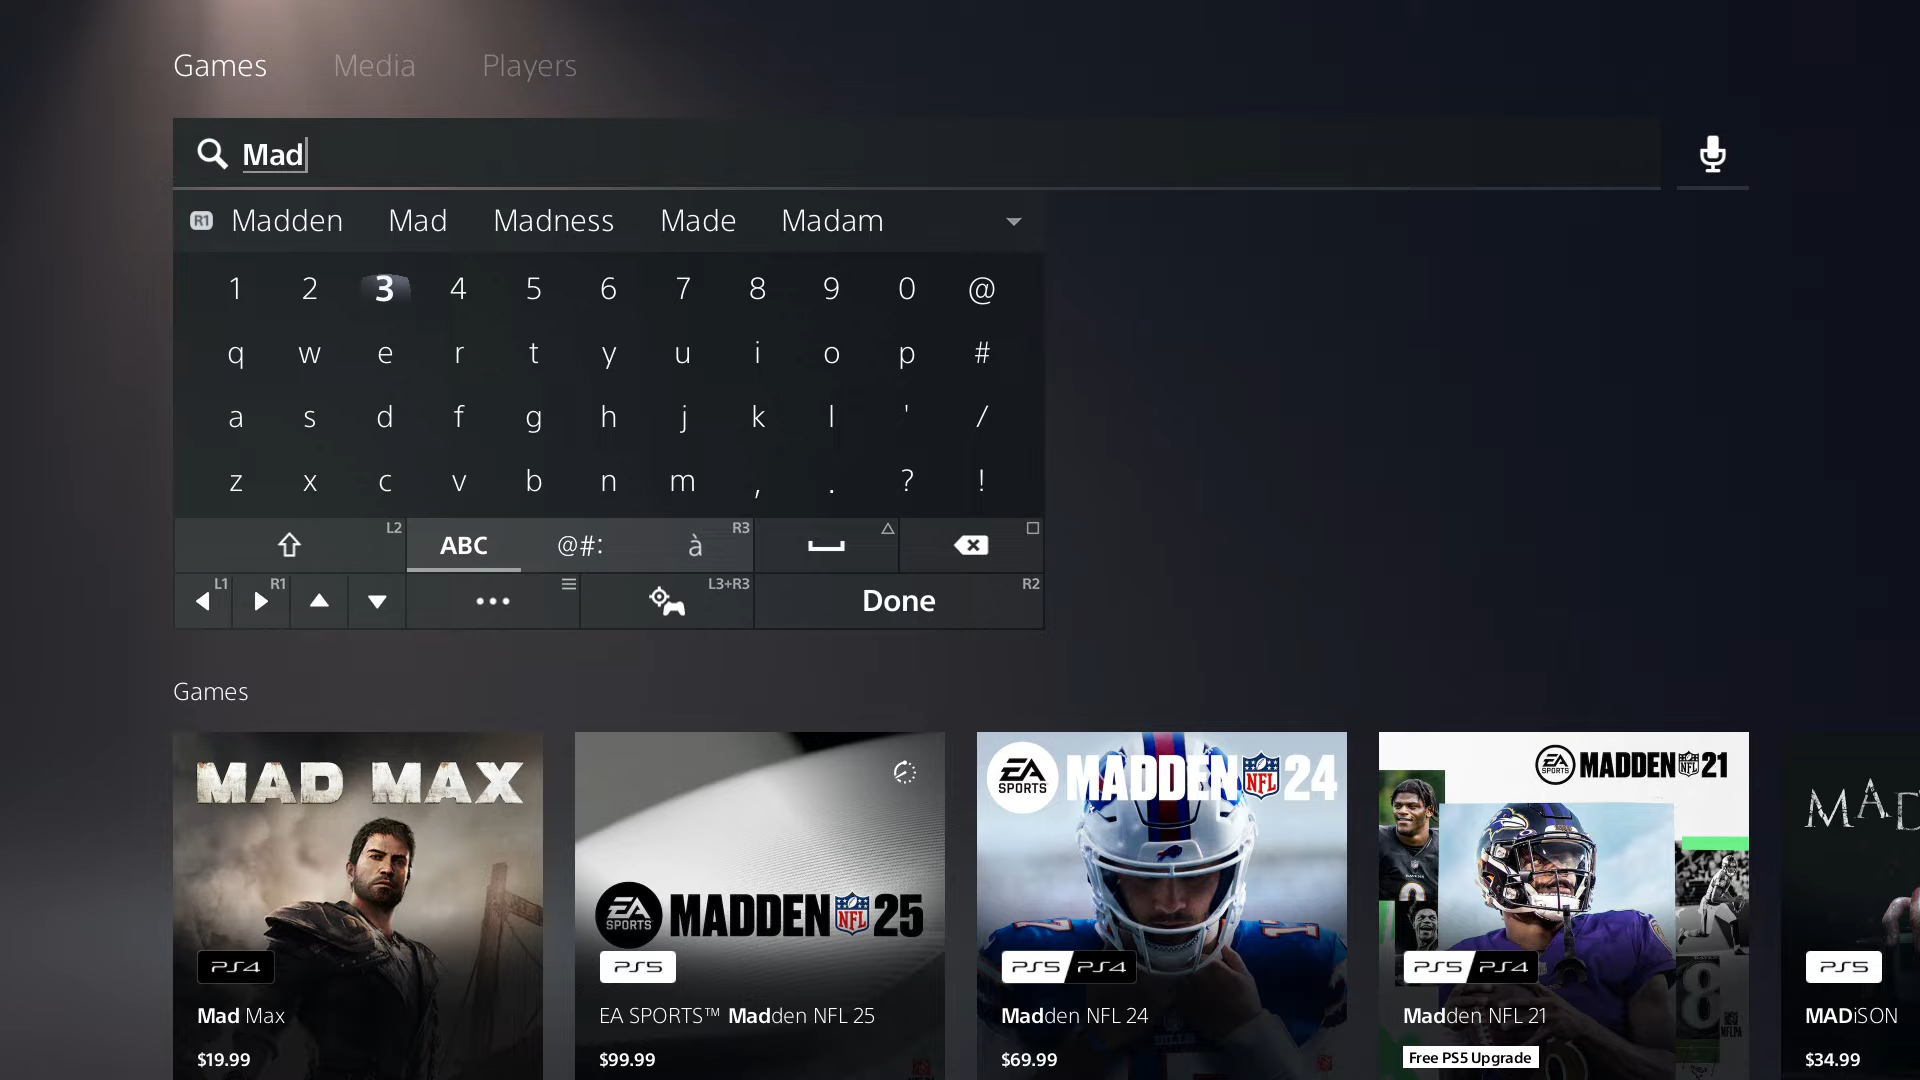 Games Media Players
Mad
R1 Madden Mad Madness Made Madam
1 2 3 4 5 6 7 8 9 0 @
q w e r t y u i o p #
a s d f g h j k l ' /
z x c v b n m , . ? !
L2 ABC @#: à R3
L1 R1 ••• L3+R3 Done R2
Games
MAD MAX
PS4
Mad Max
$19.99
EA SPORTS MADDEN NFL 25
PS5
EA SPORTS™ Madden NFL 25
$99.99
EA SPORTS MADDEN NFL 24
PS5 PS4
Madden NFL 24
$69.99
EA SPORTS MADDEN NFL 21
PS5 PS4
Madden NFL 21
Free PS5 Upgrade
MAD
PS5
MADiSON
$34.99